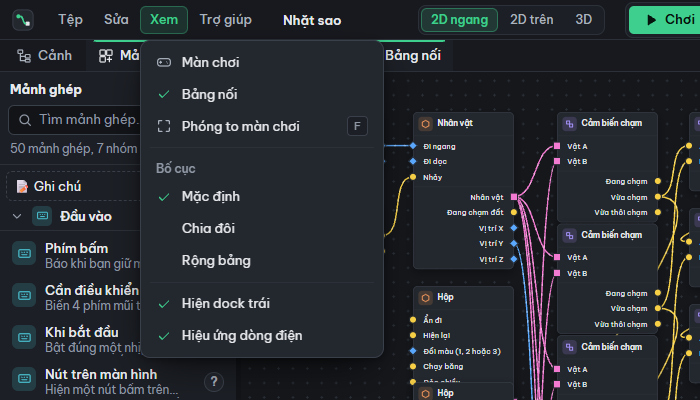 Tệp Sửa Xem Trợ giúp Nhặt sao 2D ngang 2D trên 3D Chơi
Cảnh Bảng nối
Mảnh ghép
Tìm mảnh ghép.
50 mảnh ghép, 7 nhóm
Ghi chú
Đầu vào
Phím bấm
Báo khi bạn giữ
Cần điều khiển
Biến 4 phím mũi
Khi bắt đầu
Bật đúng một
Nút trên màn hình
Hiện một nút bấm trên...
?
Màn chơi
Bảng nối
Phóng to màn chơi F
Bố cục
Mặc định
Chia đôi
Rộng bảng
Hiện dock trái
Hiệu ứng dòng điện
Nhân vật
Đi ngang
Đi dọc
Nhảy
Nhân vật
Đang chạm đất
Vị trí X
Vị trí Y
Vị trí Z
Hộp
Ẩn đi
Hiện lại
Đổi màu (1, 2 hoặc 3)
Chạy băng
Hộp
Cảm biến chạm
Vật A
Vật B
Đang chạm
Vừa chạm
Vừa thôi chạm
Cảm biến chạm
Vật A
Vật B
Đang chạm
Vừa chạm
Vừa thôi chạm
Cảm biến chạm
Vật A
Vật B